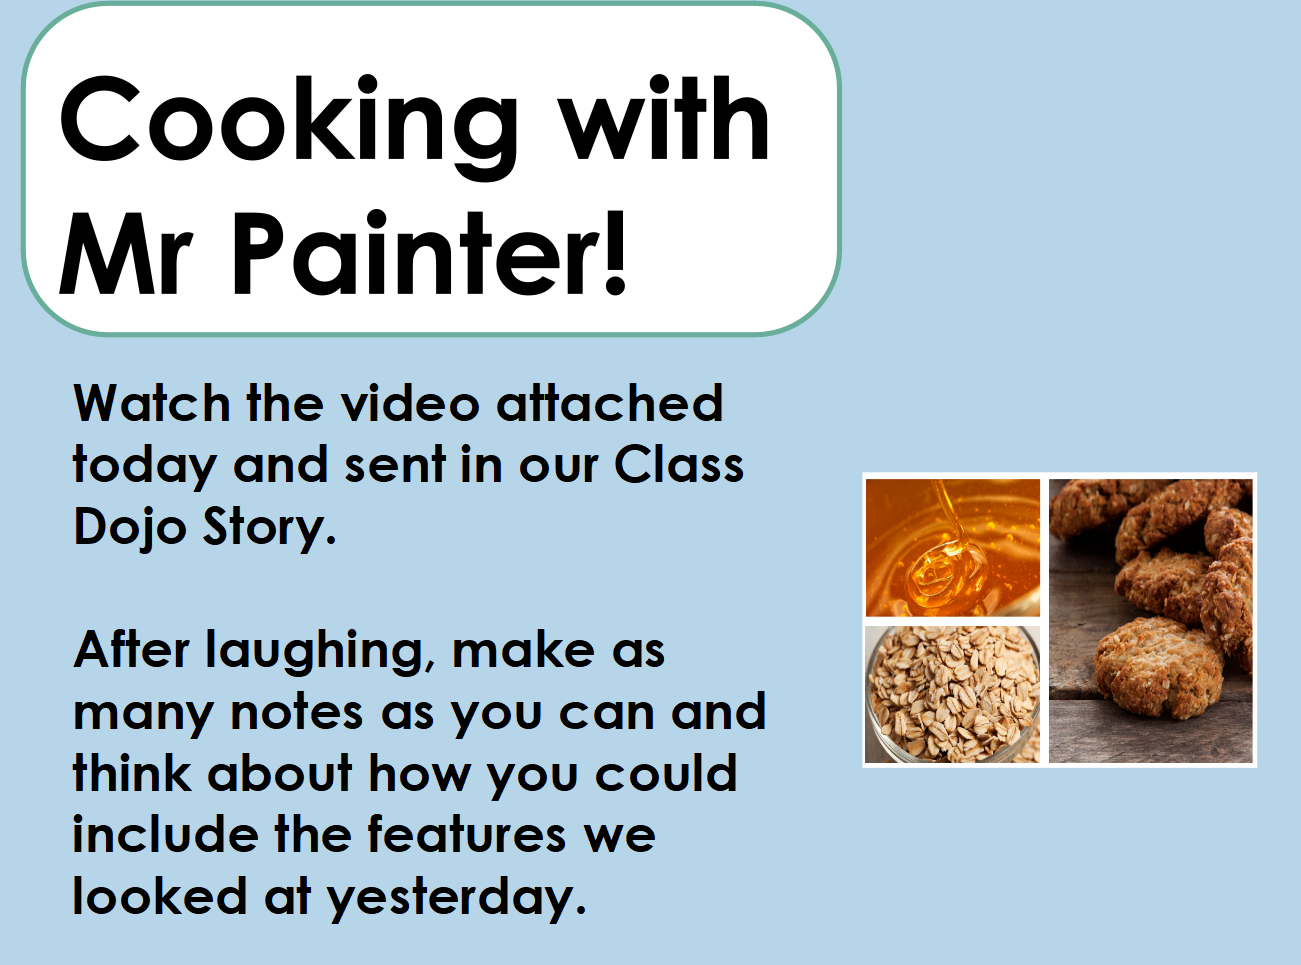 Cooking with
Mr Painter!
Watch the video attached
today and sent in our Class
Dojo Story.
After laughing, make as
many notes as you can and
think about how you could
include the features we
looked at yesterday.